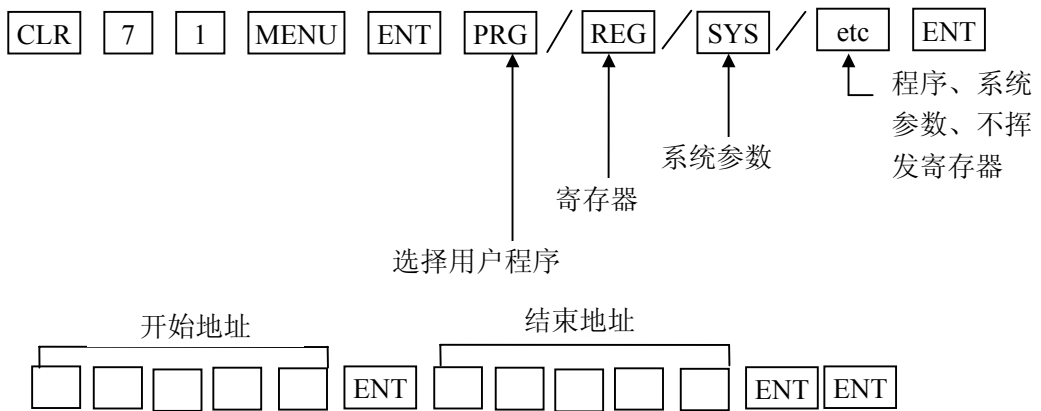 CLR 7 1 MENU ENT PRG / REG / SYS / etc ENT
程序、系统
参数、不挥
发寄存器
系统参数
寄存器
选择用户程序
开始地址 结束地址
ENT ENT ENT